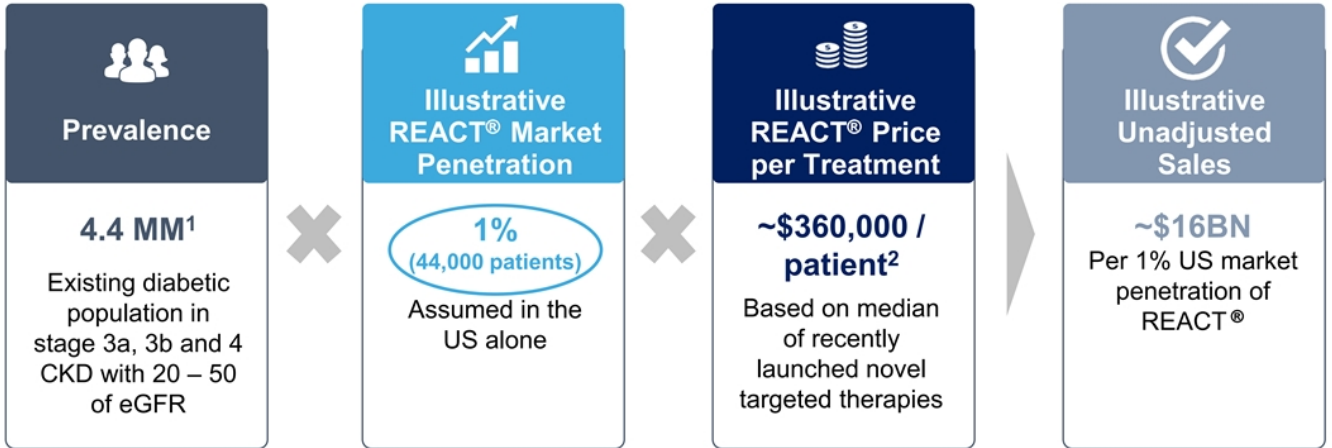 Prevalence
4.4 MM¹
Existing diabetic
population in
stage 3a, 3b and 4
CKD with 20 – 50
of eGFR
Illustrative
REACT® Market
Penetration
1%
(44,000 patients)
Assumed in the
US alone
Illustrative
REACT® Price
per Treatment
~$360,000 /
patient²
Based on median
of recently
launched novel
targeted therapies
Illustrative
Unadjusted
Sales
~$16BN
Per 1% US market
penetration of
REACT®